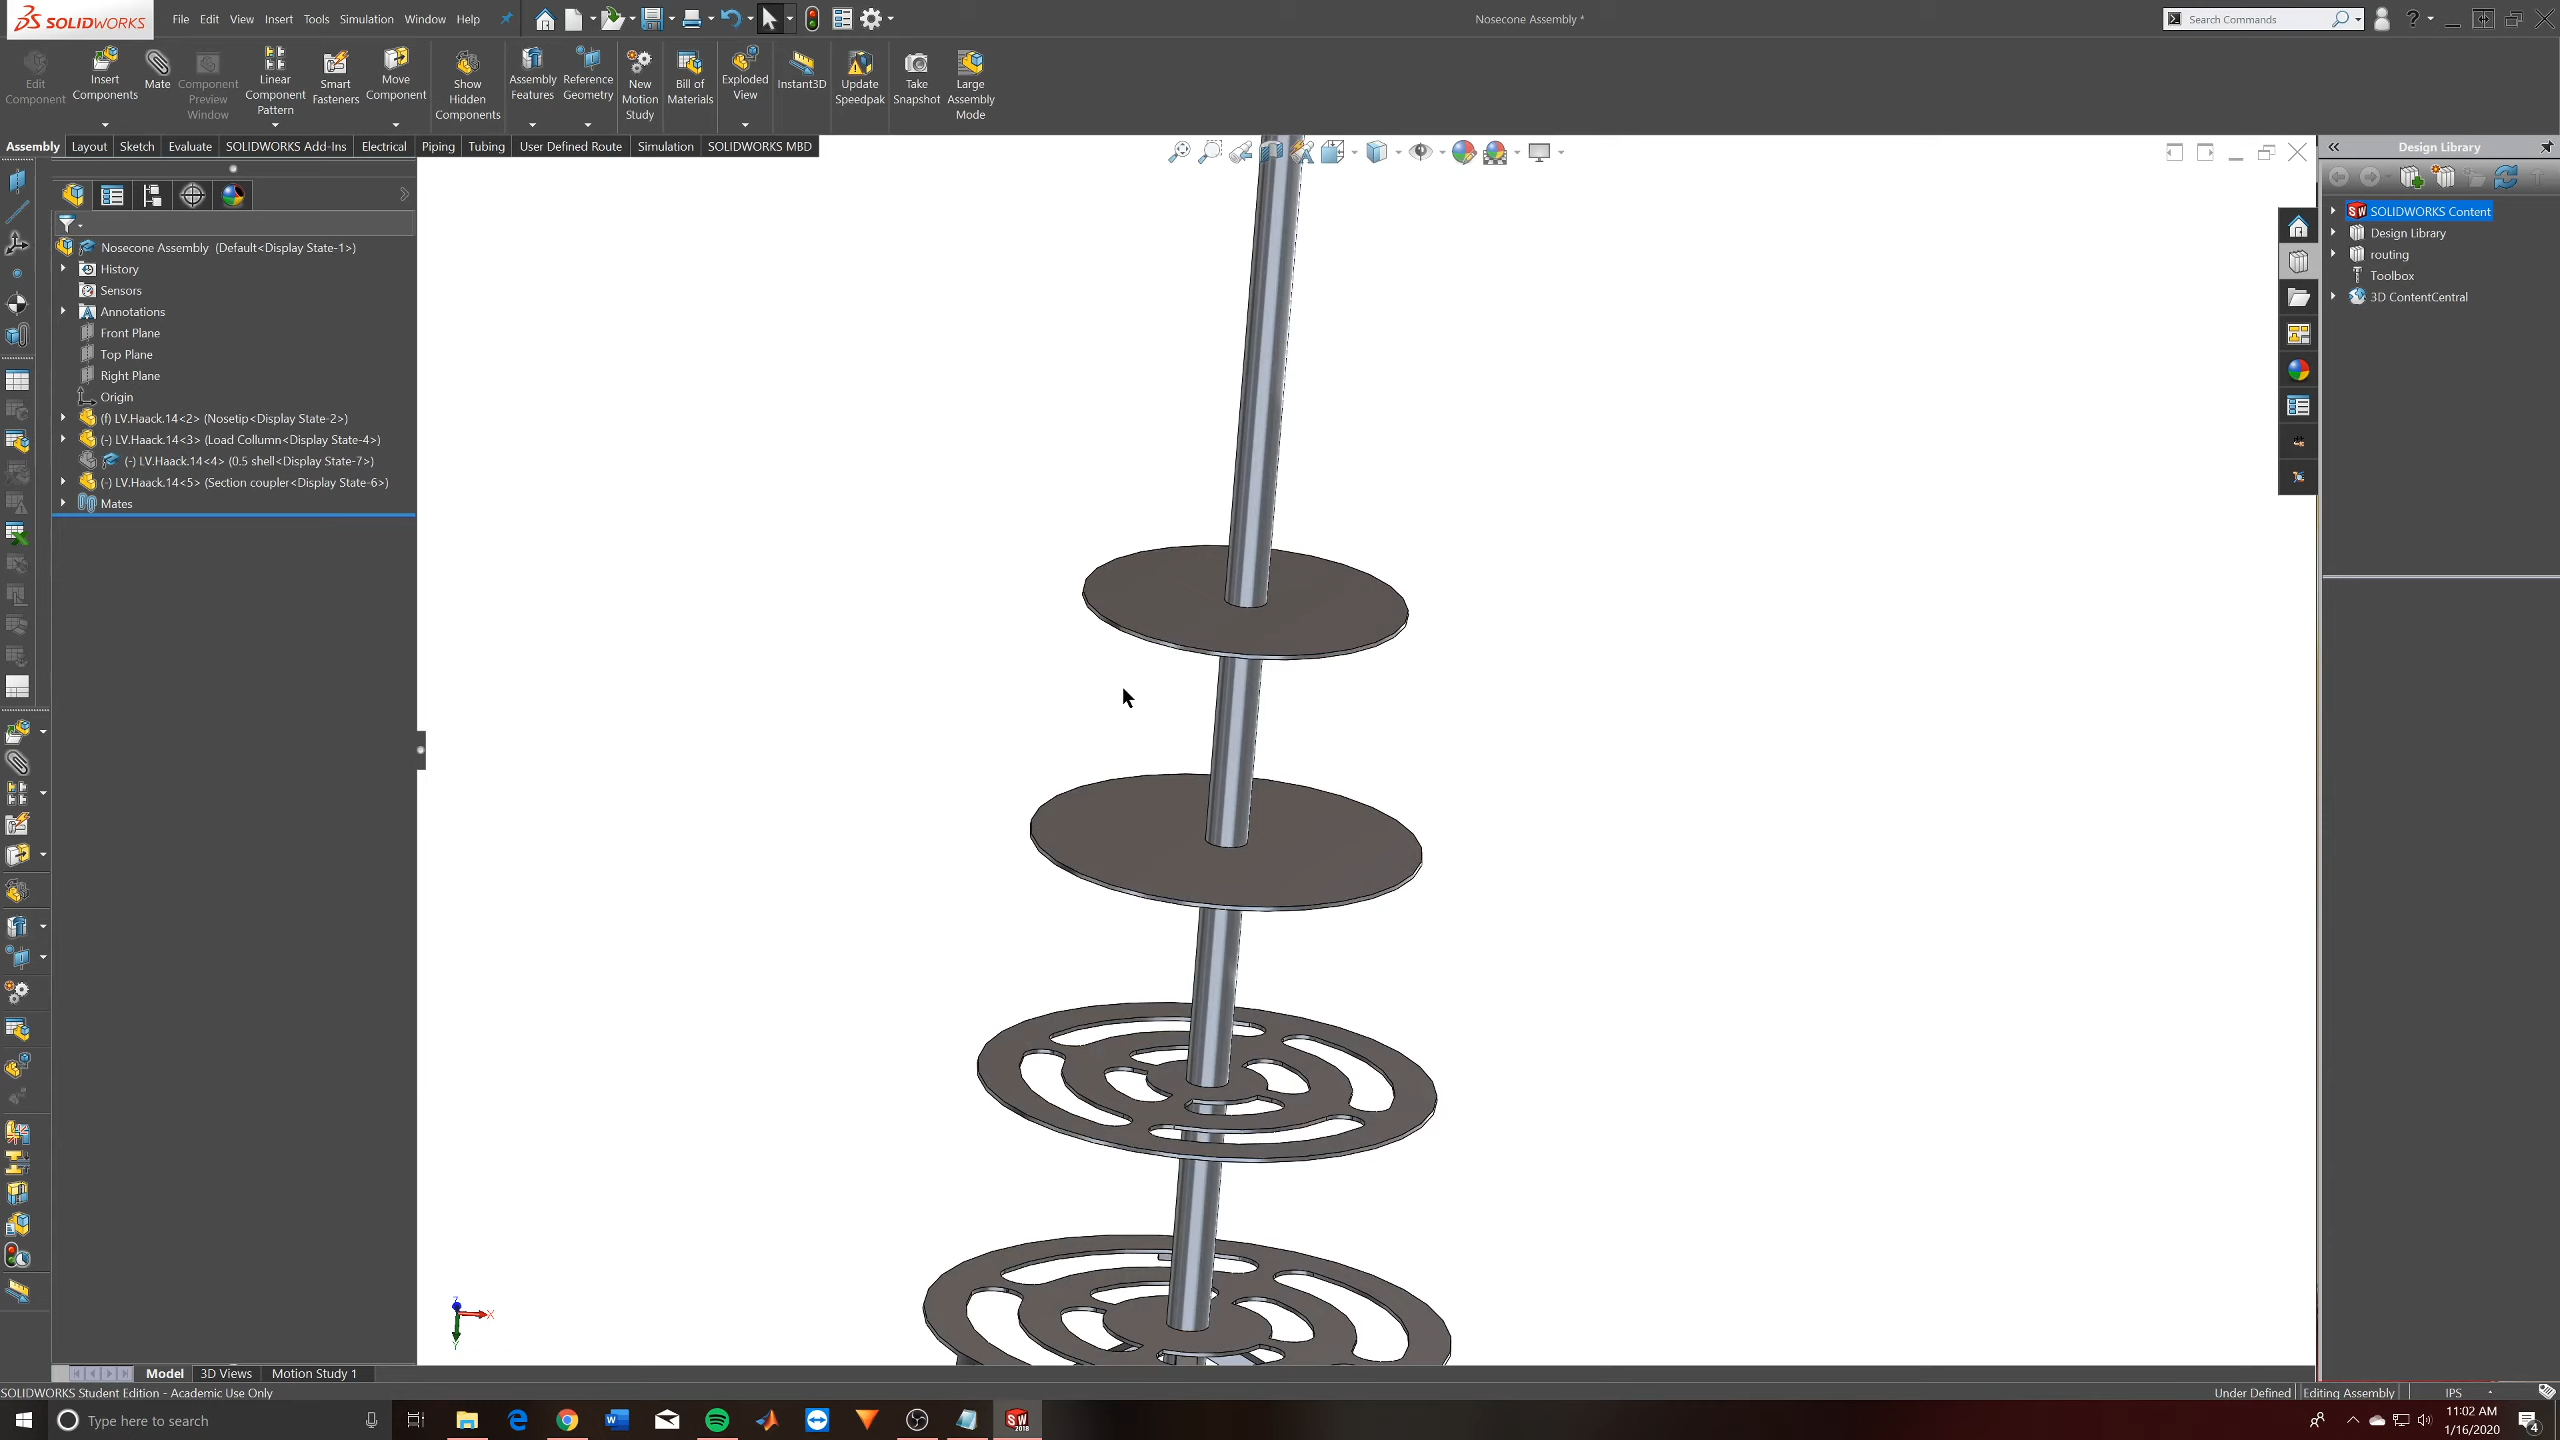 SOLIDWORKS File Edit View Insert Tools Simulation Window Help Nosecone Assembly * Search Commands
Edit Component
Insert Components
Mate
Component Preview Window
Linear Component Pattern
Smart Fasteners
Move Component
Show Hidden Components
Assembly Features
Reference Geometry
New Motion Study
Bill of Materials
Exploded View
Instant3D
Update Speedpak
Take Snapshot
Large Assembly Mode
Assembly Layout Sketch Evaluate SOLIDWORKS Add-Ins Electrical Piping Tubing User Defined Route Simulation SOLIDWORKS MBD
Nosecone Assembly (Default<Display State-1>)
History
Sensors
Annotations
Front Plane
Top Plane
Right Plane
Origin
(f) LV.Haack.14<2> (Nosetip<Display State-2>)
(-) LV.Haack.14<3> (Load Collumn<Display State-4>)
(-) LV.Haack.14<4> (0.5 shell<Display State-7>)
(-) LV.Haack.14<5> (Section coupler<Display State-6>)
Mates
Design Library
SOLIDWORKS Content
Design Library
routing
Toolbox
3D ContentCentral
Z
X
Y
Model 3D Views Motion Study 1
SOLIDWORKS Student Edition - Academic Use Only Under Defined Editing Assembly IPS
Type here to search
SW 2018
11:02 AM
1/16/2020
4